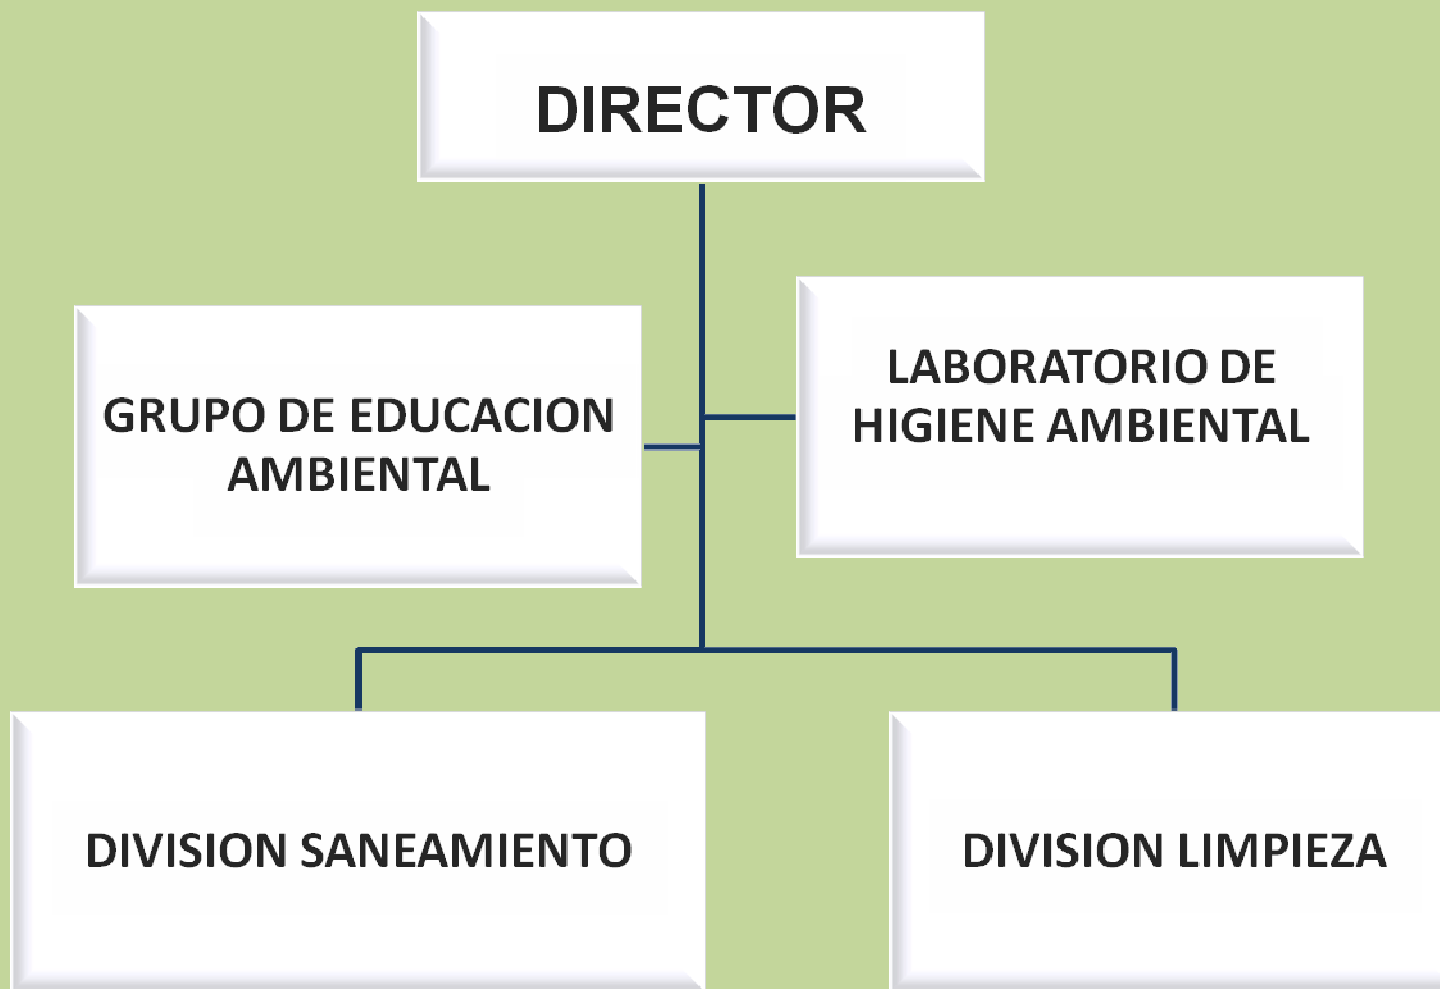 DIRECTOR
GRUPO DE EDUCACION
AMBIENTAL
LABORATORIO DE
HIGIENE AMBIENTAL
DIVISION SANEAMIENTO
DIVISION LIMPIEZA